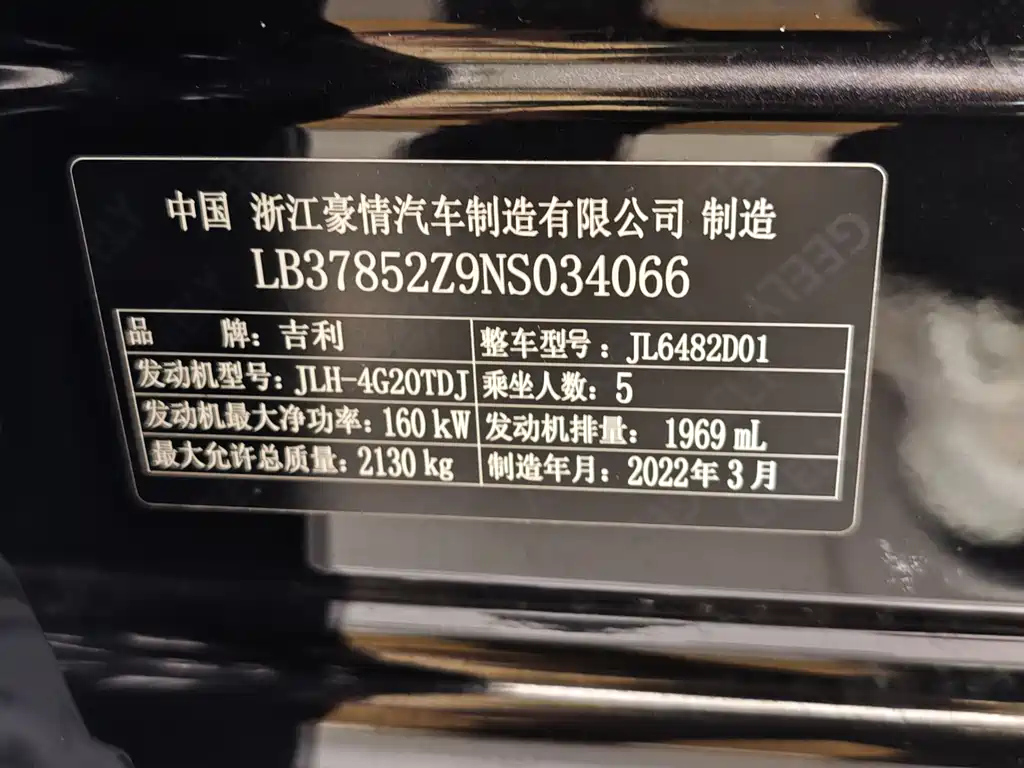 中国 浙江豪情汽车制造有限公司 制造
LB37852Z9NS034066
品 牌：吉利 整车型号：JL6482D01
发动机型号：JLH-4G20TDJ 乘坐人数：5
发动机最大净功率：160 kW 发动机排量： 1969 mL
最大允许总质量：2130 kg 制造年月：2022年3月
GEELY